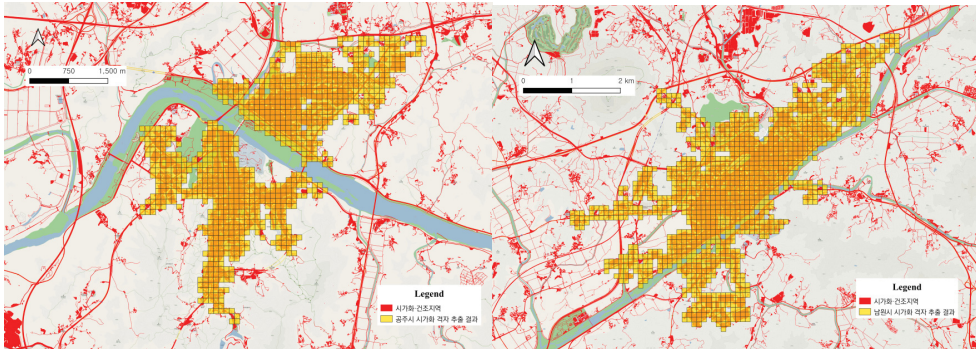 0 750 1,500 m
Legend
시가화·건조지역
공주시 시가화 격자 추출 결과
0 1 2 km
Legend
시가화·건조지역
남원시 시가화 격자 추출 결과